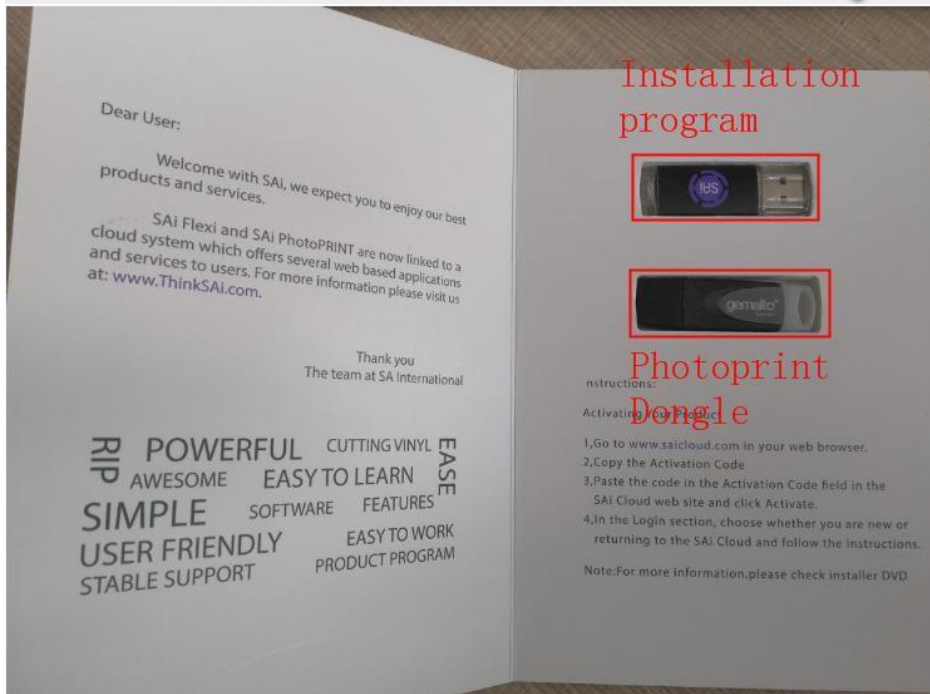 Dear User:
Welcome with SAi, we expect you to enjoy our best
products and services.
SAi Flexi and SAi PhotoPRINT are now linked to a
cloud system which offers several web based applications
and services to users. For more information please visit us
at: www.ThinkSAi.com.
Thank you
The team at SA International
RIP
POWERFUL
CUTTING VINYL
EASE
AWESOME
EASY TO LEARN
SIMPLE
SOFTWARE
FEATURES
USER FRIENDLY
EASY TO WORK
STABLE SUPPORT
PRODUCT PROGRAM
Installation
program
SAi
gemalto
Photoprint
Dongle
nstructions:
Activating Your Product
1,Go to www.saicloud.com in your web browser.
2,Copy the Activation Code
3,Paste the code in the Activation Code field in the
SAi Cloud web site and click Activate.
4,In the Login section, choose whether you are new or
returning to the SAi Cloud and follow the instructions.
Note:For more information,please check installer DVD